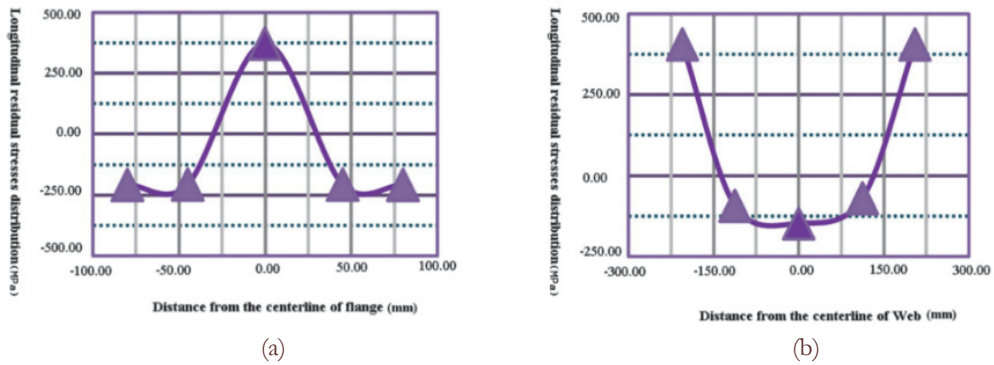 Longitudinal residual stresses distribution(MPa)
500.00
250.00
0.00
-250.00
-500.00
-100.00 -50.00 0.00 50.00 100.00
Distance from the centerline of flange (mm)
(a)
Longitudinal residual stresses distribution(MPa)
500.00
250.00
0.00
-250.00
-300.00 -150.00 0.00 150.00 300.00
Distance from the centerline of Web (mm)
(b)